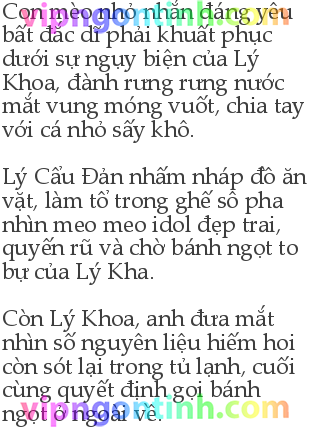 Con mèo nhỏ nhắn đáng yêu
vipngontinh.com
bất đắc dĩ phải khuất phục
dưới sự ngụy biện của Lý
Khoa, đành rưng rưng nước
mắt vung móng vuốt, chia tay
với cá nhỏ sấy khô.
Lý Cẩu Đản nhấm nháp đồ ăn
vặt, làm tổ trong ghế sô pha
nhìn meo meo idol đẹp trai,
quyến rũ và chờ bánh ngọt to
bự của Lý Kha.
Còn Lý Khoa, anh đưa mắt
nhìn số nguyên liệu hiếm hoi
còn sót lại trong tủ lạnh, cuối
cùng quyết định gọi bánh
vipngontinh.com
ngọt ở ngoài về.